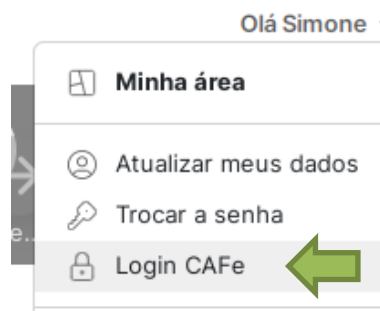 Olá Simone
Minha área
Atualizar meus dados
Trocar a senha
e..
Login CAFe